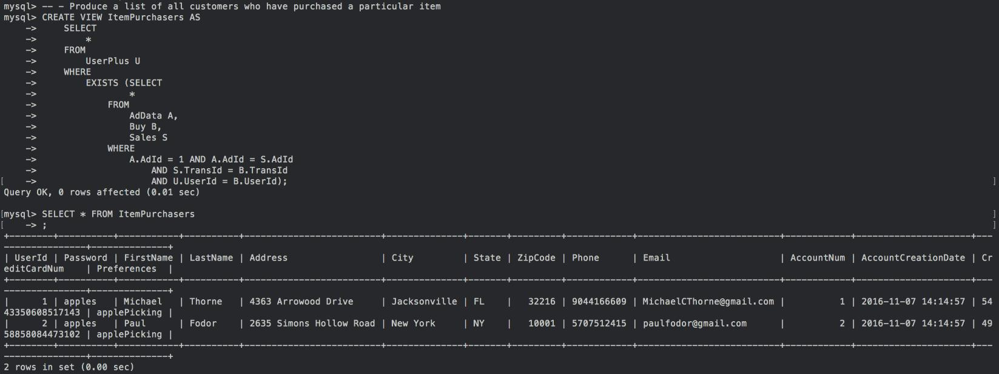 mysql> -- - Produce a list of all customers who have purchased a particular item
mysql> CREATE VIEW ItemPurchasers AS
    ->     SELECT
    ->         *
    ->     FROM
    ->         UserPlus U
    ->     WHERE
    ->         EXISTS (SELECT
    ->                 *
    ->             FROM
    ->                 AdData A,
    ->                 Buy B,
    ->                 Sales S
    ->             WHERE
    ->                 A.AdId = 1 AND A.AdId = S.AdId
    ->                     AND S.TransId = B.TransId
[    ->                     AND U.UserId = B.UserId); ]
Query OK, 0 rows affected (0.01 sec)
[mysql> SELECT * FROM ItemPurchasers ]
[    -> ; ]
+--------+----------+-----------+----------+-------------------------+--------------+-------+---------+------------+--------------------------+------------+---------------------+---
---------------+--------------+
| UserId | Password | FirstName | LastName | Address                 | City         | State | ZipCode | Phone      | Email                    | AccountNum | AccountCreationDate | Cr
editCardNum    | Preferences  |
+--------+----------+-----------+----------+-------------------------+--------------+-------+---------+------------+--------------------------+------------+---------------------+---
---------------+--------------+
|      1 | apples   | Michael   | Thorne   | 4363 Arrowood Drive     | Jacksonville | FL    |   32216 | 9044166609 | MichaelCThorne@gmail.com |          1 | 2016-11-07 14:14:57 | 54
43350608517143 | applePicking |
|      2 | apples   | Paul      | Fodor    | 2635 Simons Hollow Road | New York     | NY    |   10001 | 5707512415 | paulfodor@gmail.com      |          2 | 2016-11-07 14:14:57 | 49
58858084473102 | applePicking |
+--------+----------+-----------+----------+-------------------------+--------------+-------+---------+------------+--------------------------+------------+---------------------+---
---------------+--------------+
2 rows in set (0.00 sec)